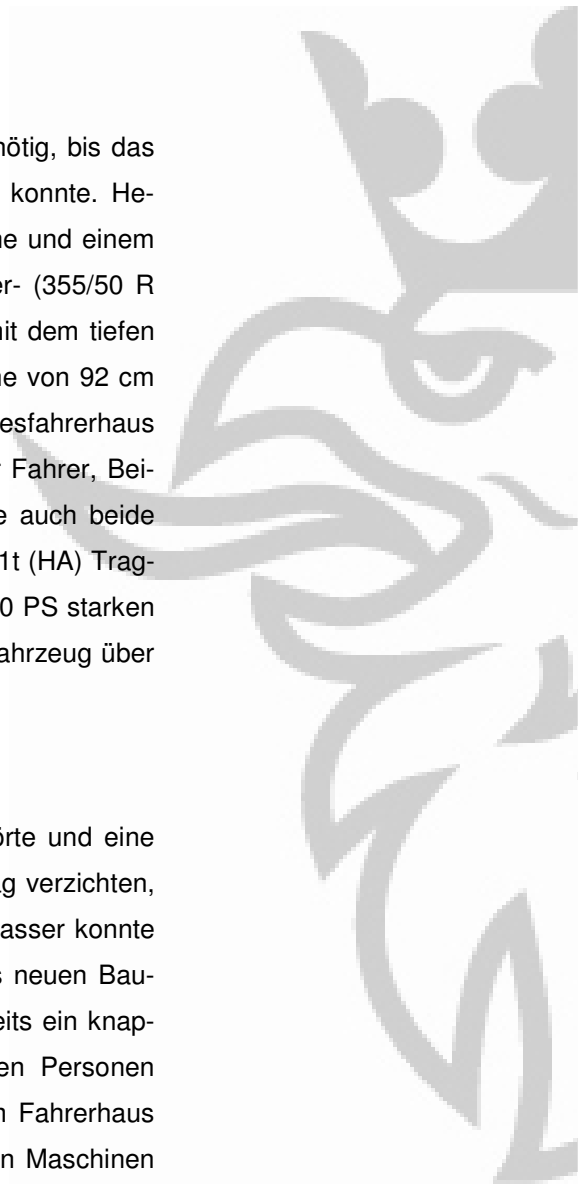 nötig, bis das
konnte. He-
ne und einem
er- (355/50 R
mit dem tiefen
ne von 92 cm
esfahrerhaus
r Fahrer, Bei-
e auch beide
1t (HA) Trag-
0 PS starken
ahrzeug über
örte und eine
ag verzichten,
asser konnte
s neuen Bau-
eits ein knap-
en Personen
m Fahrerhaus
n Maschinen